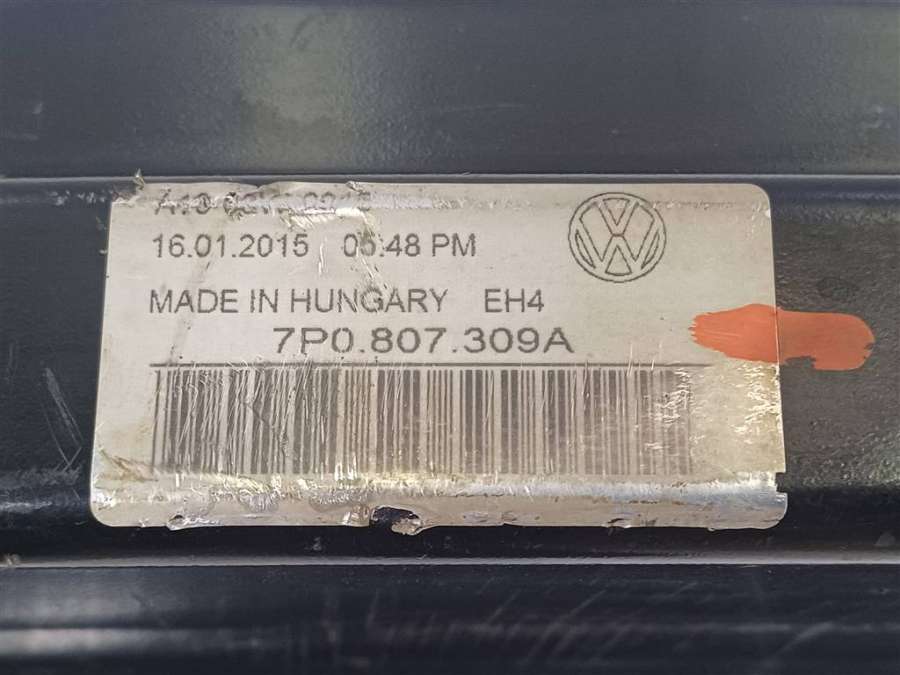 16.01.2015 05:48 PM
MADE IN HUNGARY EH4
7P0.807.309A